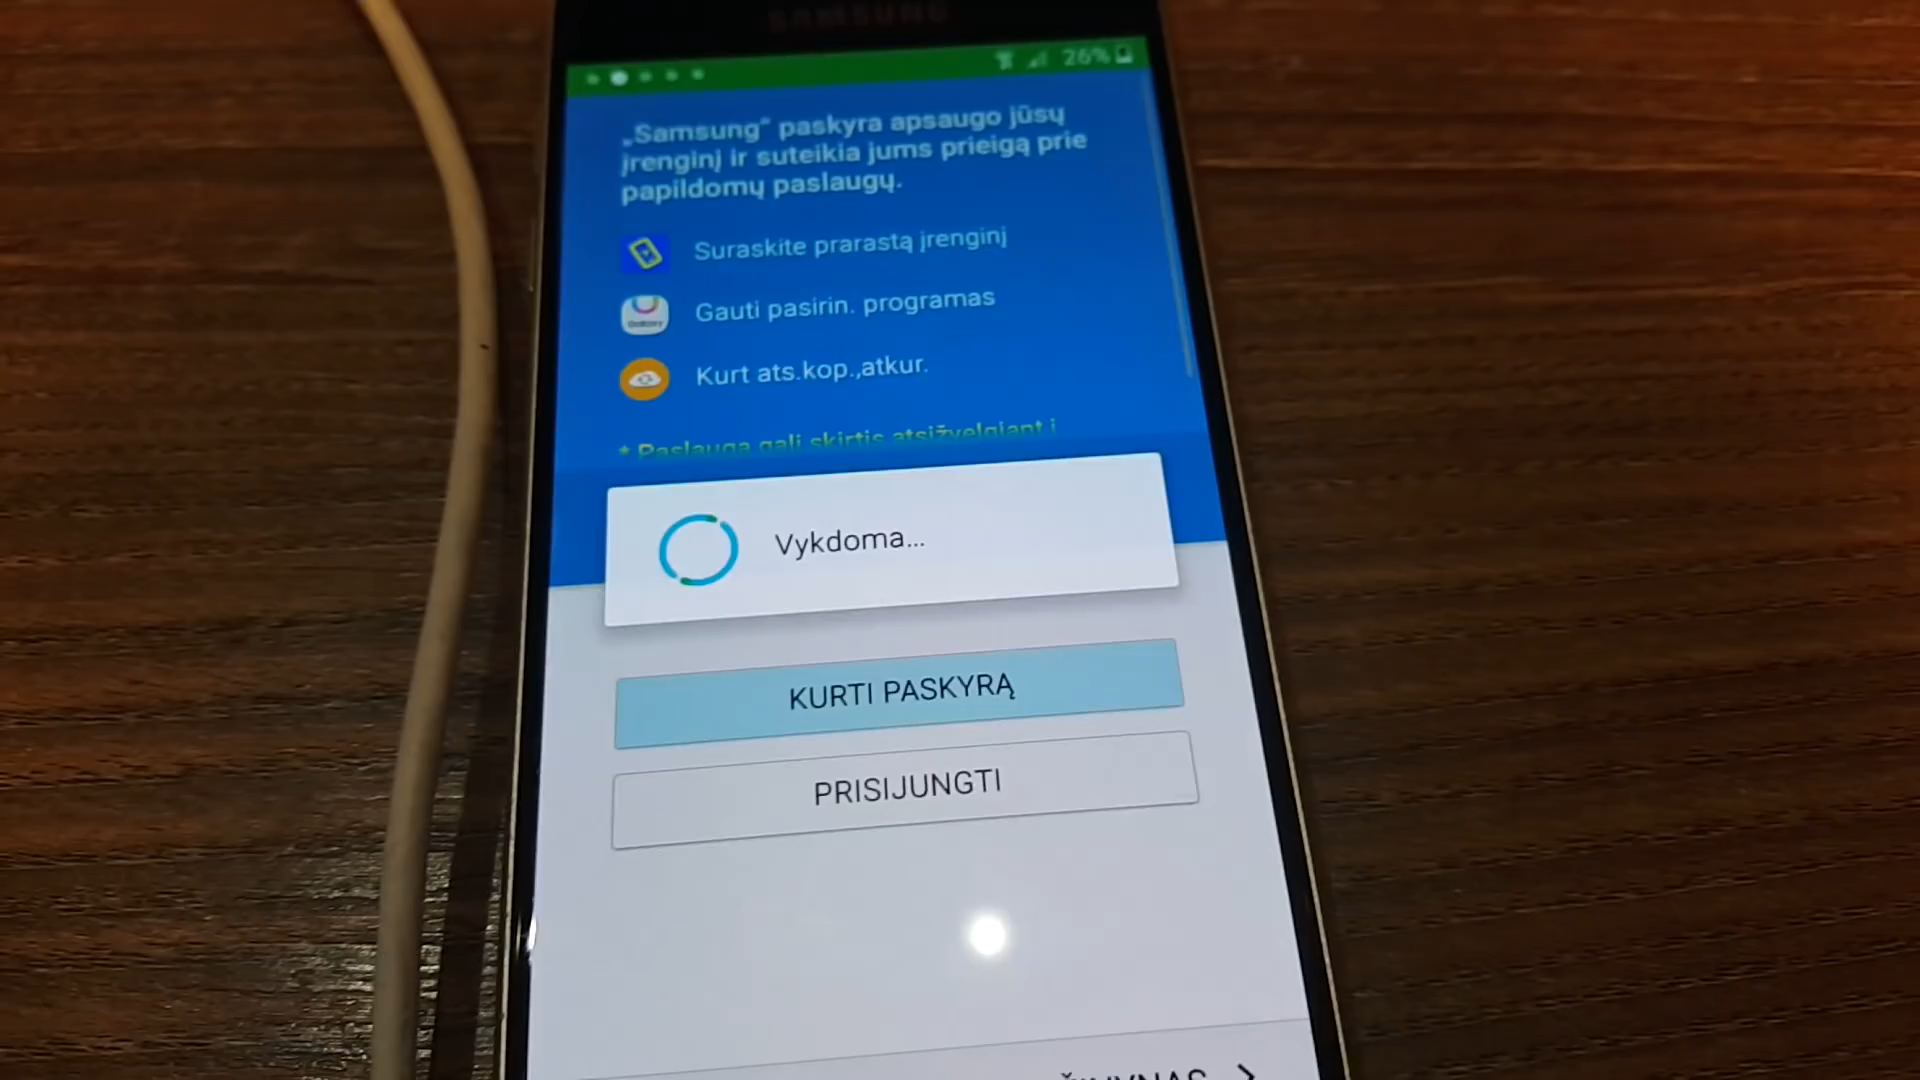 SAMSUNG
26%
„Samsung“ paskyra apsaugo jūsų
įrenginį ir suteikia jums prieigą prie
papildomų paslaugų.
Suraskite prarastą įrenginį
Gauti pasirin. programas
Kurt ats.kop.,atkur.
* Paslauga gali skirtis atsižvelgiant į
Vykdoma...
KURTI PASKYRĄ
PRISIJUNGTI